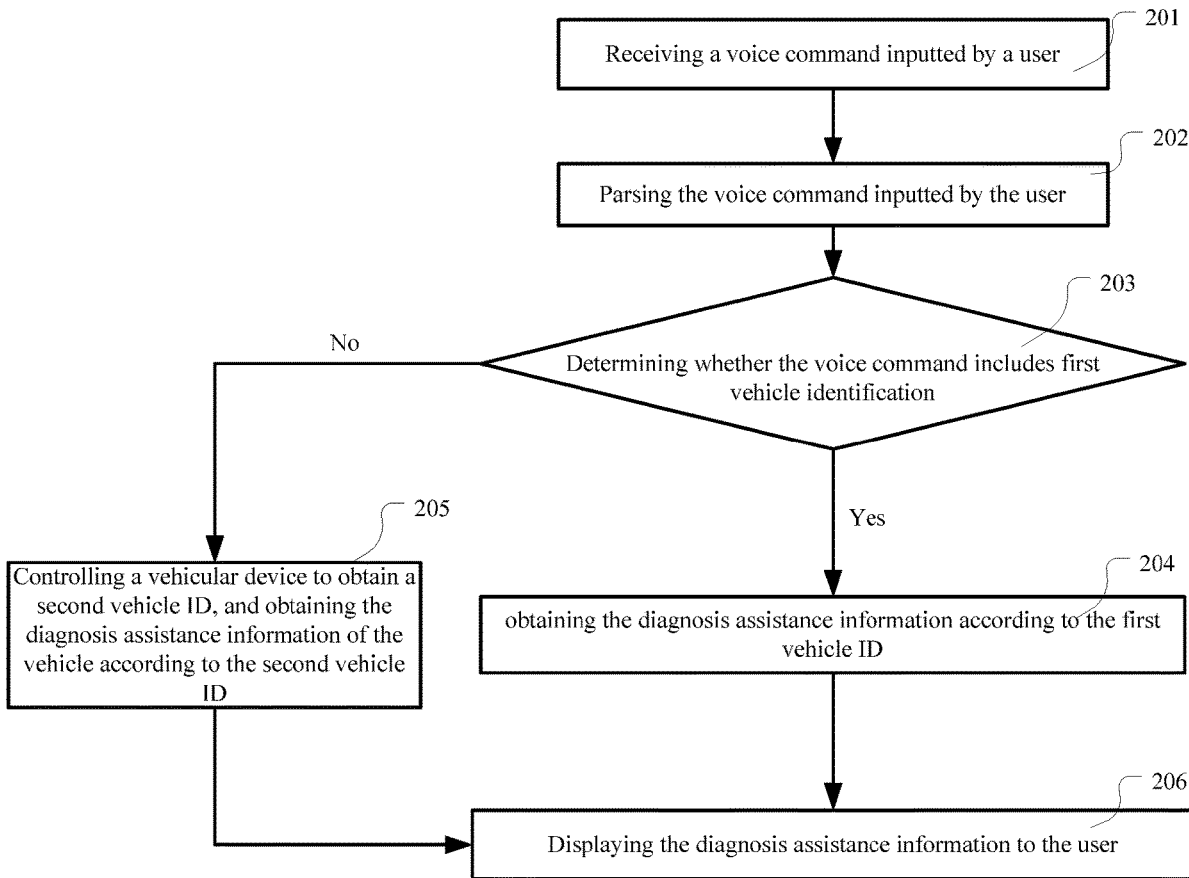 201
Receiving a voice command inputted by a user
202
Parsing the voice command inputted by the user
203
Determining whether the voice command includes first
vehicle identification
No
Yes
205
Controlling a vehicular device to obtain a
second vehicle ID, and obtaining the
diagnosis assistance information of the
vehicle according to the second vehicle
ID
204
obtaining the diagnosis assistance information according to the first
vehicle ID
206
Displaying the diagnosis assistance information to the user